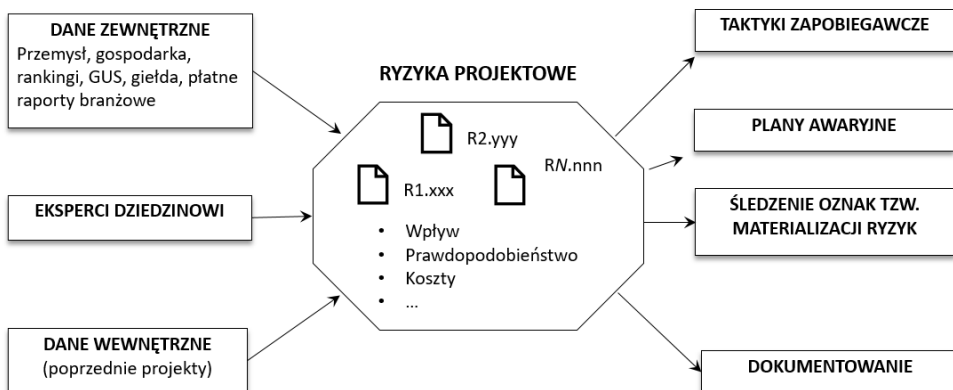 DANE ZEWNĘTRZNE
Przemysł, gospodarka,
rankingi, GUS, giełda, płatne
raporty branżowe
EKSPERCI DZIEDZINOWI
DANE WEWNĘTRZNE
(poprzednie projekty)
RYZYKA PROJEKTOWE
R2.yyy
RN.nnn
R1.xxx
• Wpływ
• Prawdopodobieństwo
• Koszty
• ...
TAKTYKI ZAPOBIEGAWCZE
PLANY AWARYJNE
ŚLEDZENIE OZNAK TZW.
MATERIALIZACJI RYZYK
DOKUMENTOWANIE